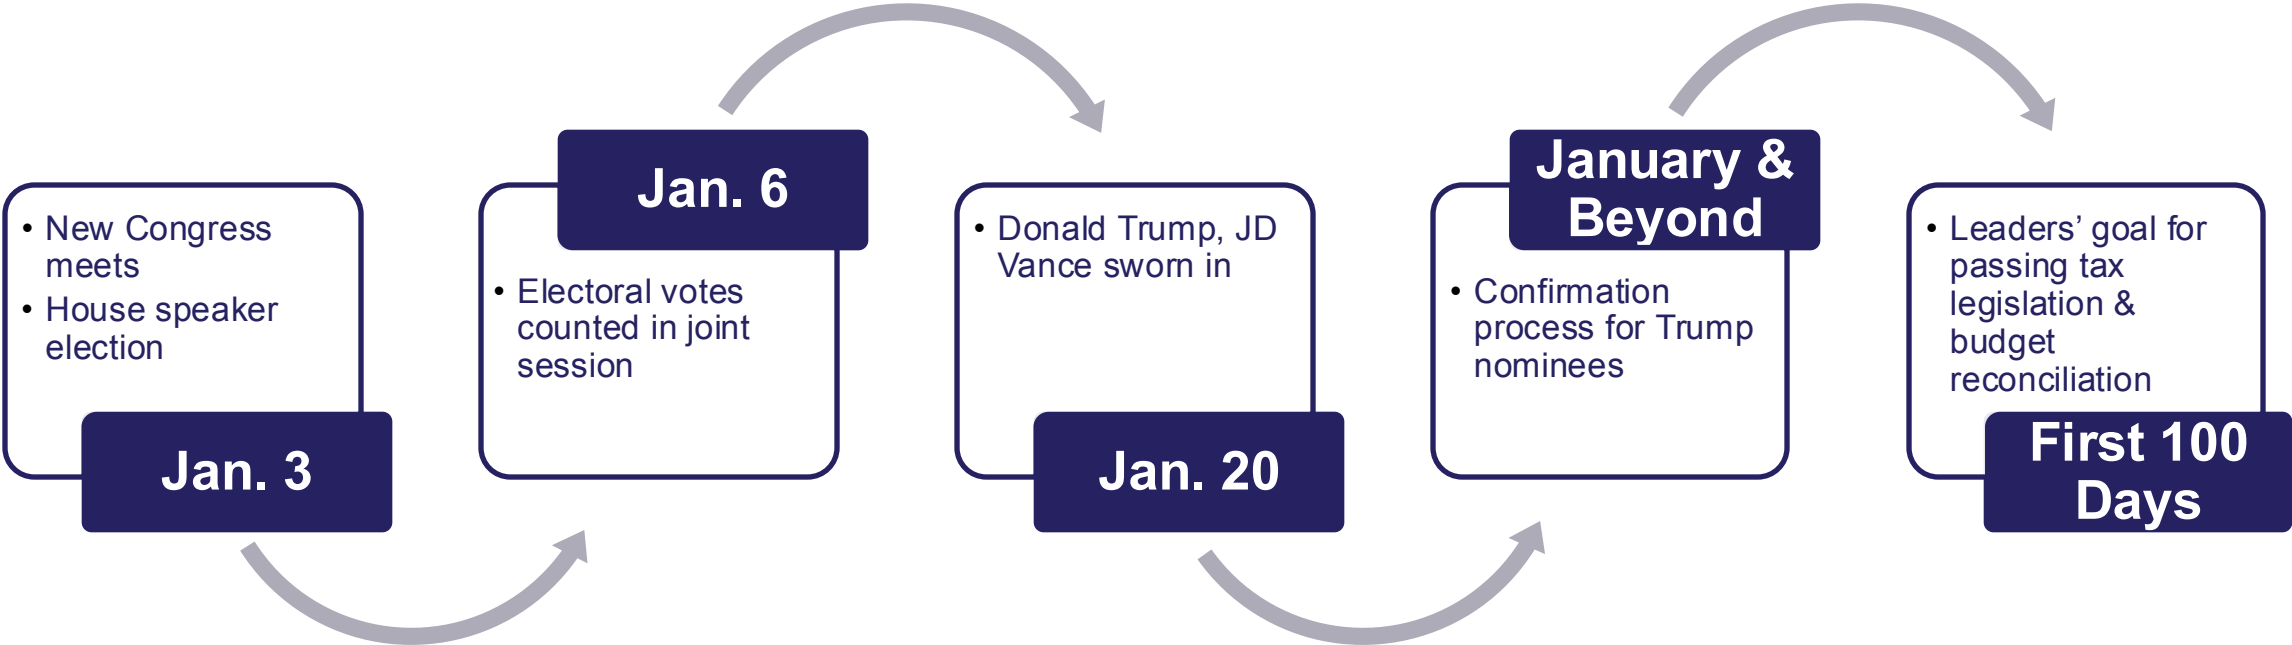 • New Congress
meets
• House speaker
election
Jan. 3
Jan. 6
• Electoral votes
counted in joint
session
• Donald Trump, JD
Vance sworn in
Jan. 20
January &
Beyond
• Confirmation
process for Trump
nominees
• Leaders’ goal for
passing tax
legislation &
budget
reconciliation
First 100
Days